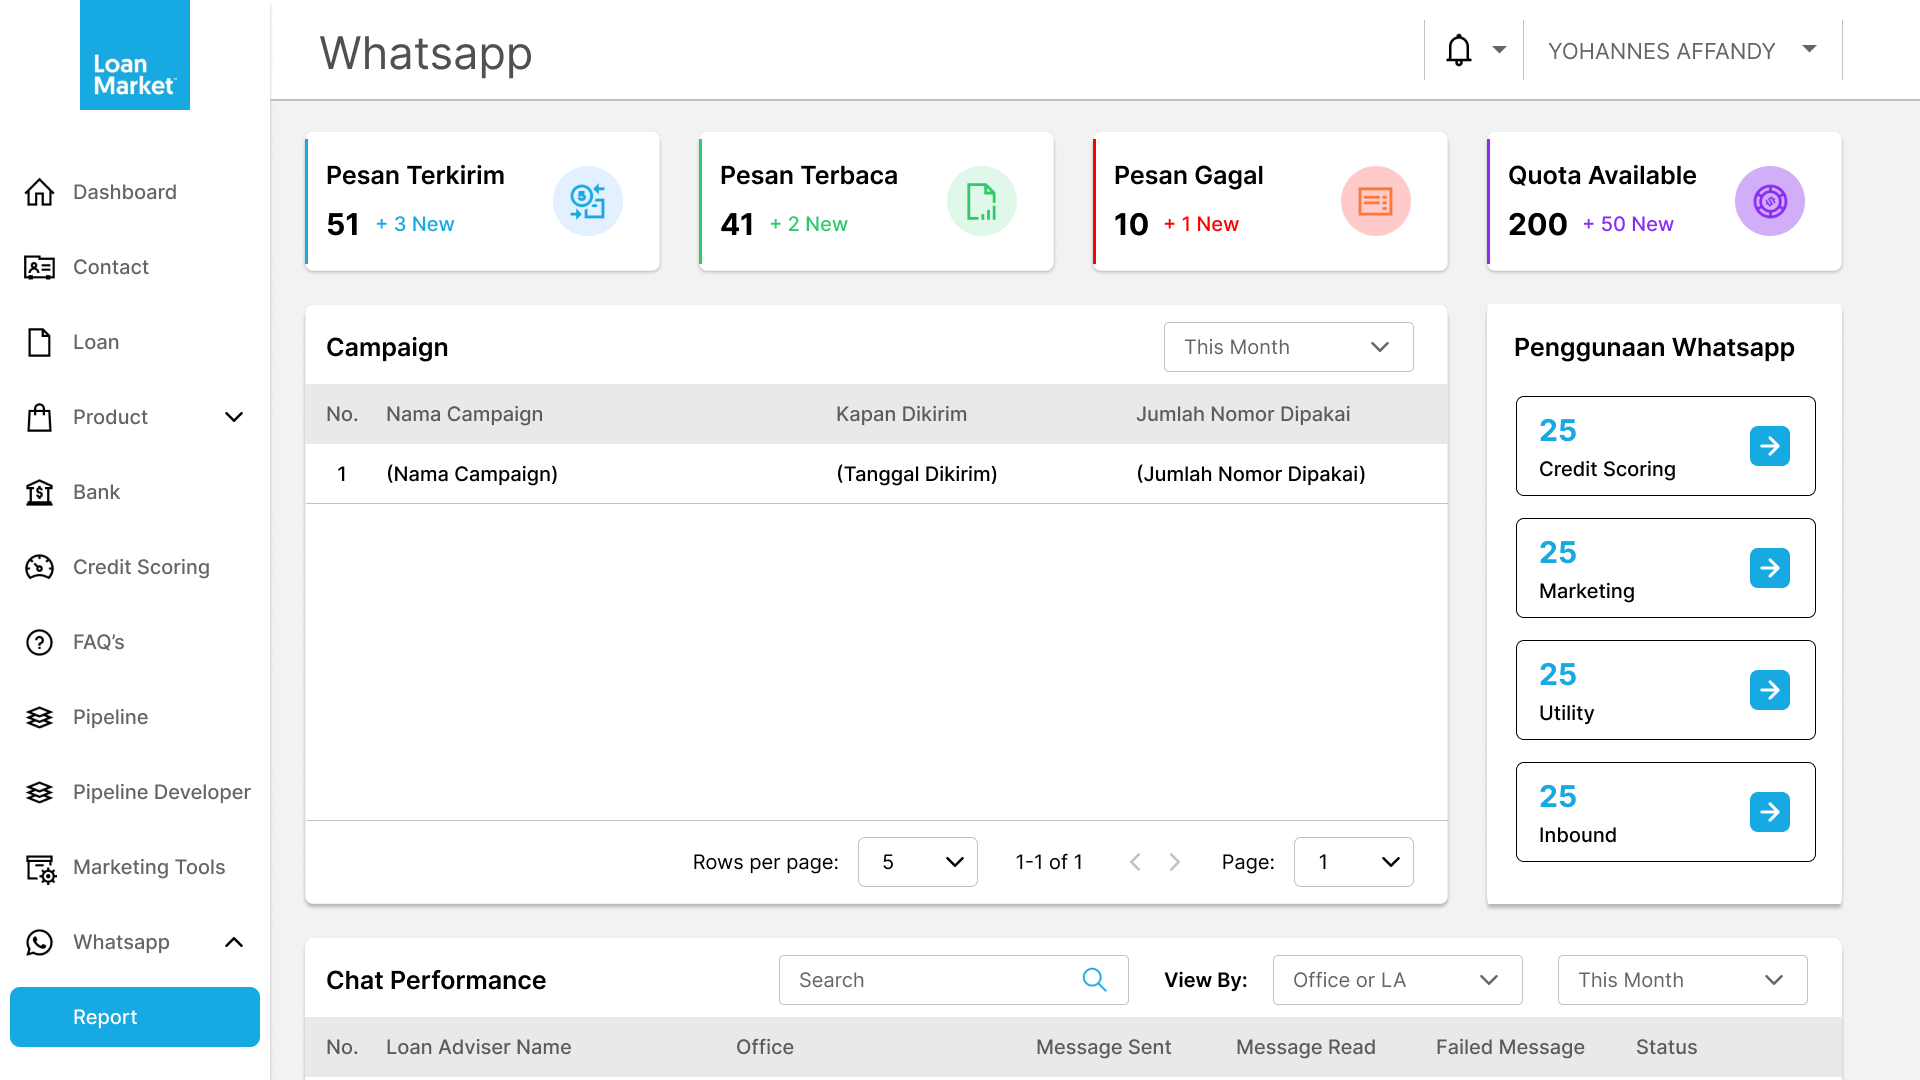 Loan
Market
Whatsapp
YOHANNES AFFANDY
Dashboard
Contact
Loan
Product
Bank
Credit Scoring
FAQ’s
Pipeline
Pipeline Developer
Marketing Tools
Whatsapp
Report
Pesan Terkirim
51 + 3 New
Pesan Terbaca
41 + 2 New
Pesan Gagal
10 + 1 New
Quota Available
200 + 50 New
Campaign
This Month
No. Nama Campaign Kapan Dikirim Jumlah Nomor Dipakai
1 (Nama Campaign) (Tanggal Dikirim) (Jumlah Nomor Dipakai)
Rows per page: 5 1-1 of 1 Page: 1
Penggunaan Whatsapp
25
Credit Scoring
25
Marketing
25
Utility
25
Inbound
Chat Performance
Search
View By: Office or LA This Month
No. Loan Adviser Name Office Message Sent Message Read Failed Message Status